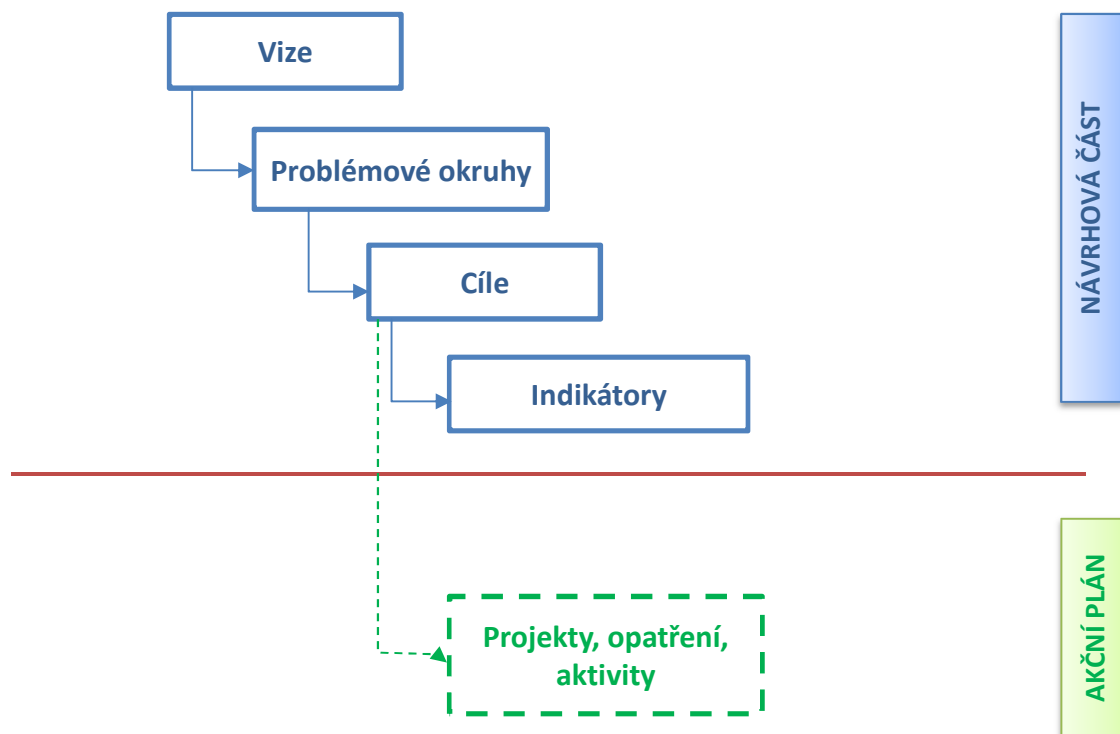 Vize
Problémové okruhy
Cíle
Indikátory
NÁVRHOVÁ ČÁST
Projekty, opatření,
aktivity
AKČNÍ PLÁN